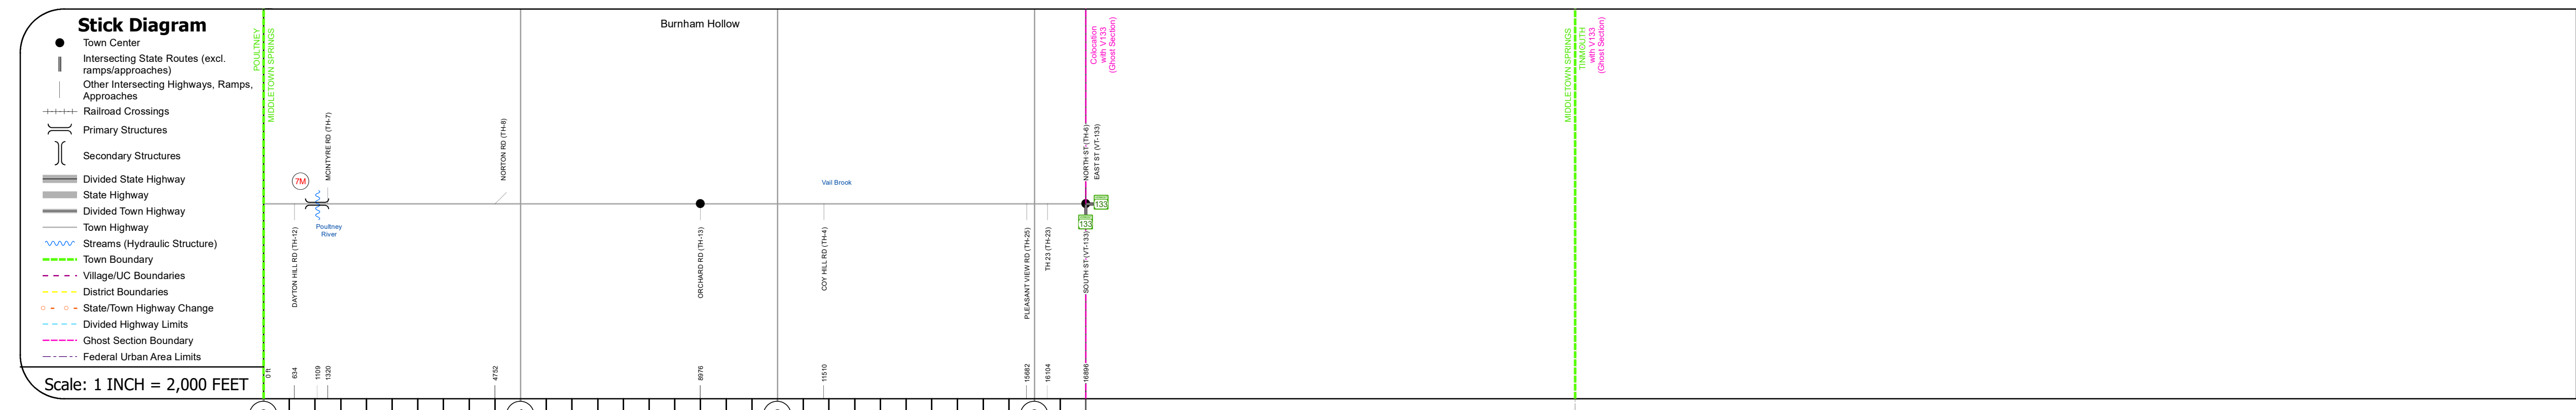 Stick Diagram
Town Center
Intersecting State Routes (excl.
ramps/approaches)
Other Intersecting Highways, Ramps,
Approaches
Railroad Crossings
Primary Structures
Secondary Structures
Divided State Highway
State Highway
Divided Town Highway
Town Highway
Streams (Hydraulic Structure)
Town Boundary
Village/UC Boundaries
District Boundaries
State/Town Highway Change
Divided Highway Limits
Ghost Section Boundary
Federal Urban Area Limits
Scale: 1 INCH = 2,000 FEET
POULTNEY
MIDDLETOWN SPRINGS
Burnham Hollow
Colocation
with V133
(Ghost Section)
MIDDLETOWN SPRINGS
TINMOUTH
with V133
(Ghost Section)
7M
MCINTYRE RD (TH-7)
NORTON RD (TH-8)
Vail Brook
NORTH ST (TH-6)
EAST ST (VT-133)
133
133
Poultney
River
DAYTON HILL RD (TH-12)
ORCHARD RD (TH-13)
COY HILL RD (TH-4)
PLEASANT VIEW RD (TH-25)
TH 23 (TH-23)
SOUTH ST (VT-133)
0 ft
634
1109
1320
4752
8976
11510
15682
16104
16896